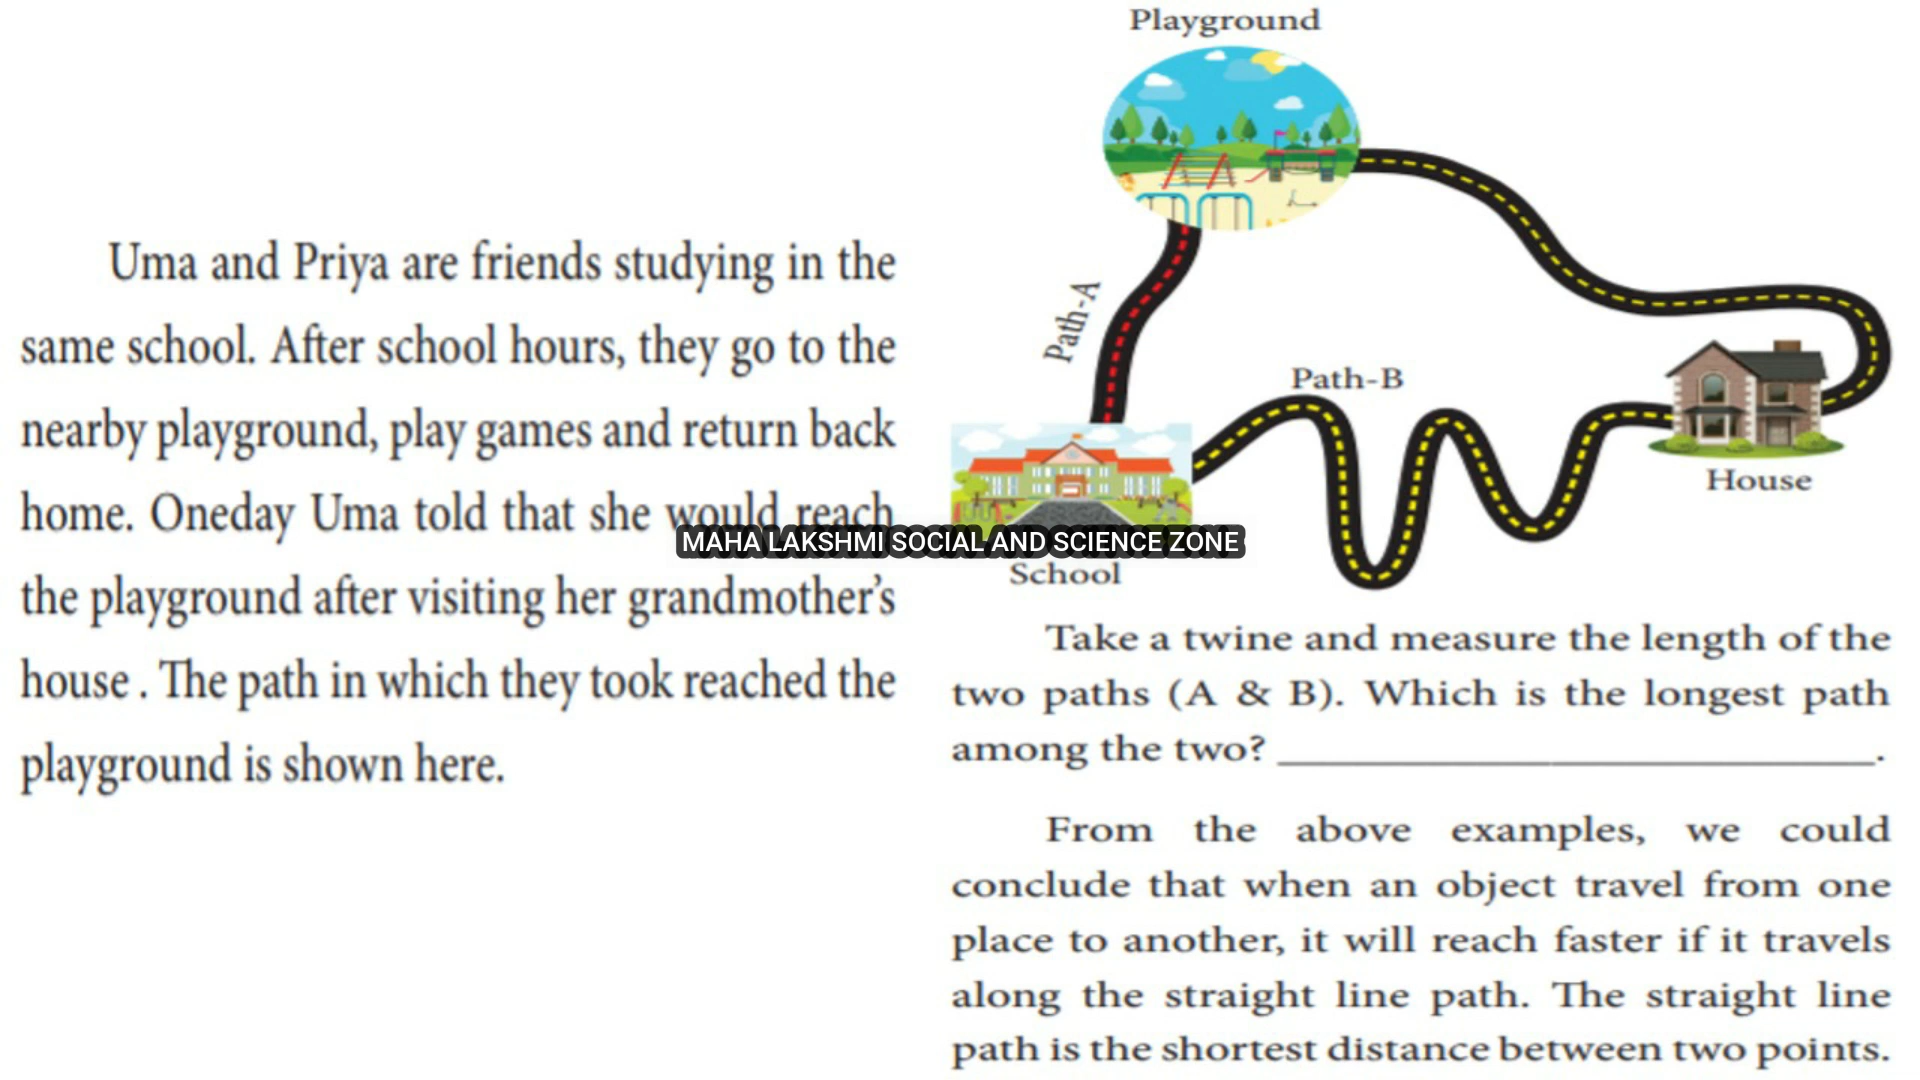 Uma and Priya are friends studying in the
same school. After school hours, they go to the
nearby playground, play games and return back
home. Oneday Uma told that she would reach
the playground after visiting her grandmother's
house . The path in which they took reached the
playground is shown here.
Playground
Path-A
Path-B
House
MAHA LAKSHMI SOCIAL AND SCIENCE ZONE
School
Take a twine and measure the length of the
two paths (A & B). Which is the longest path
among the two? ______________________________.
From the above examples, we could
conclude that when an object travel from one
place to another, it will reach faster if it travels
along the straight line path. The straight line
path is the shortest distance between two points.